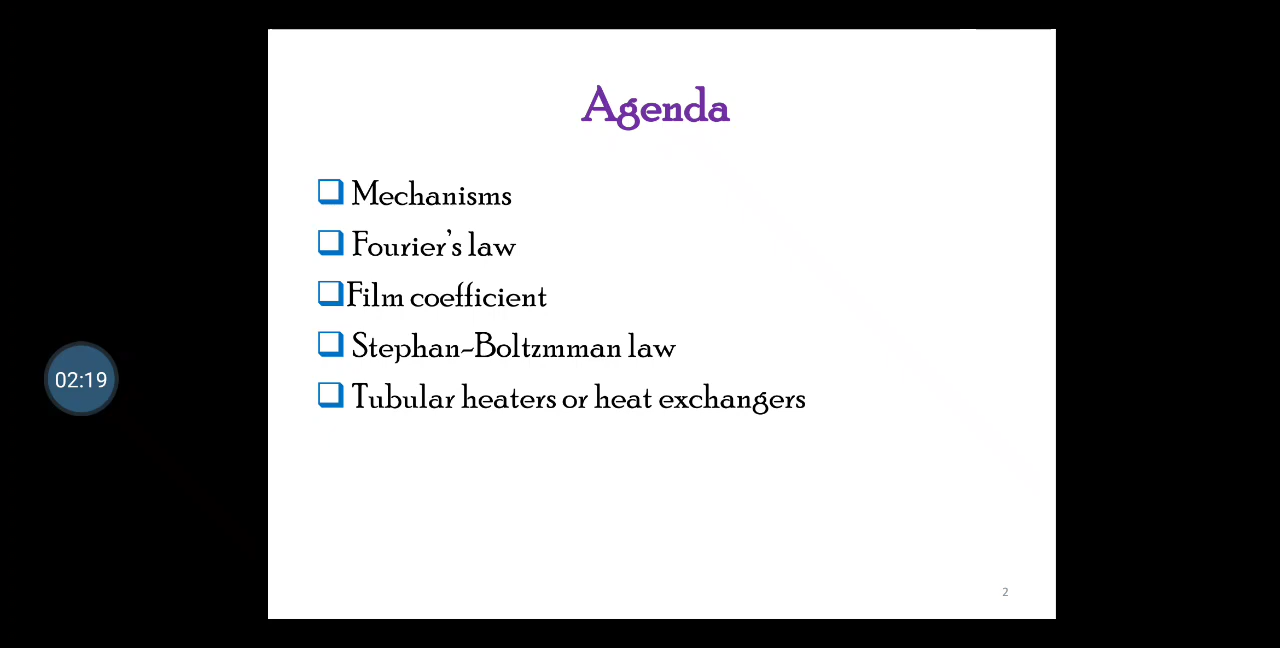 Agenda
Mechanisms
Fourier's law
Film coefficient
Stephan-Boltzmman law
Tubular heaters or heat exchangers
02:19
2